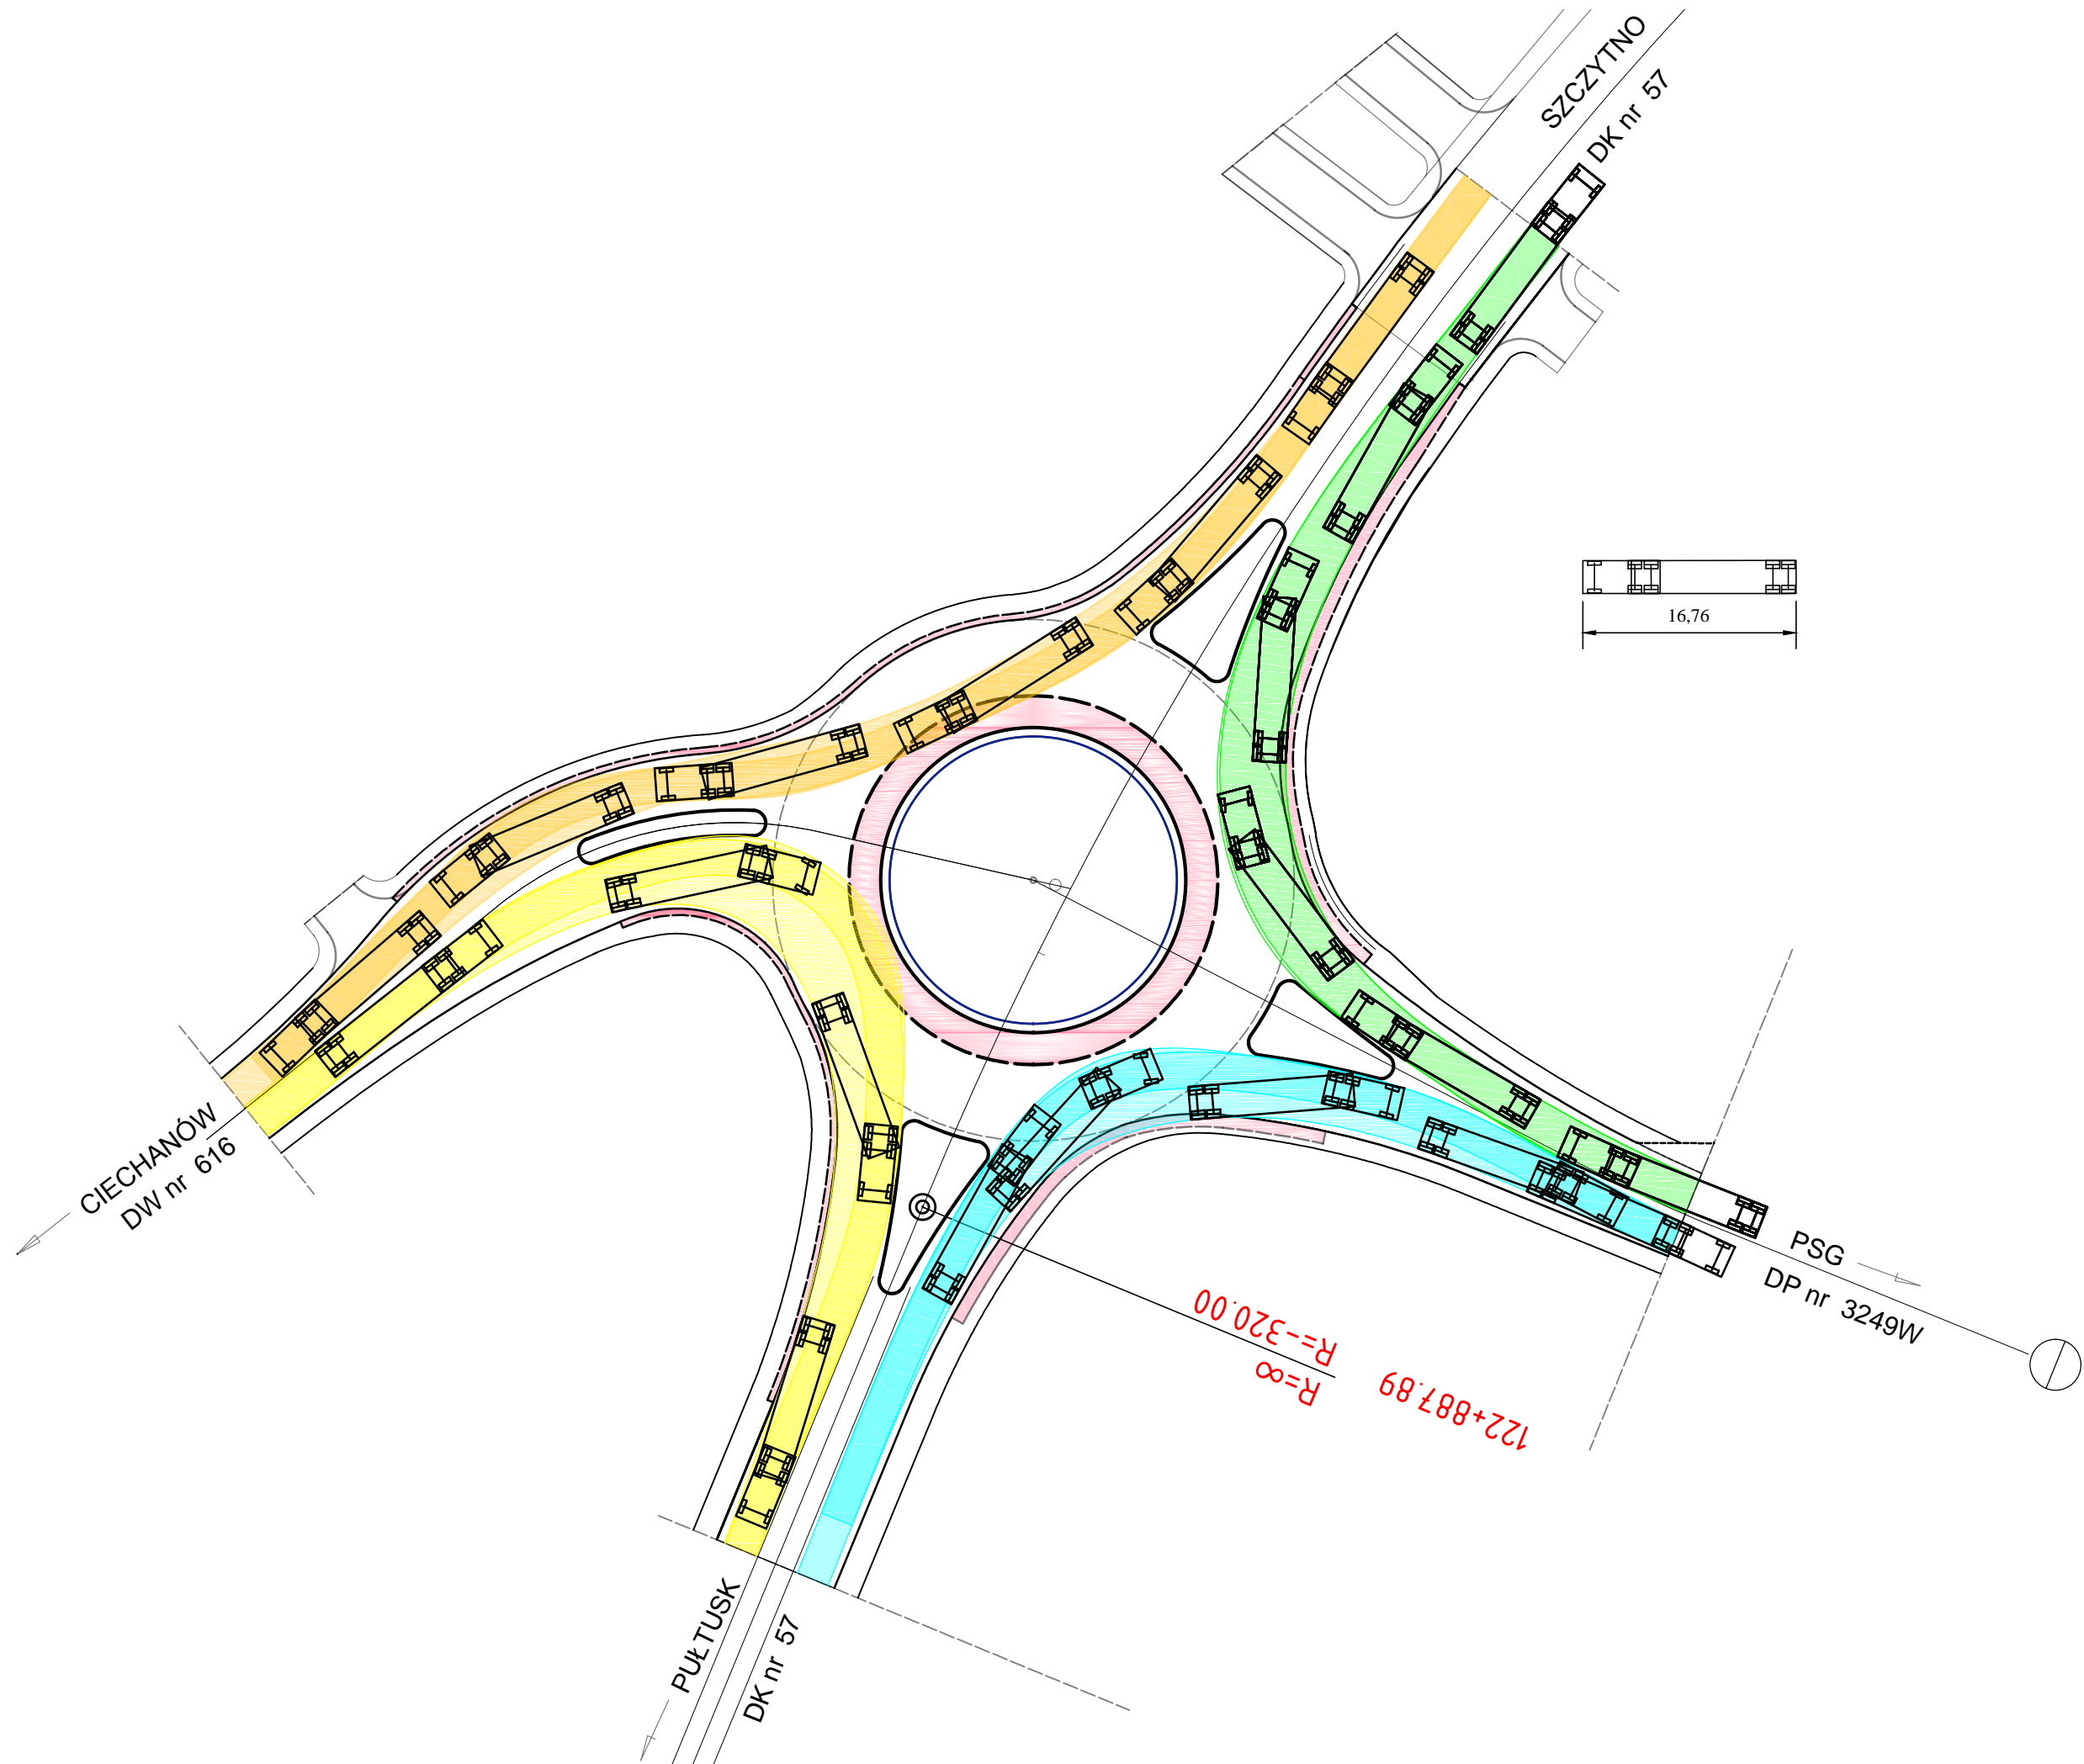 SZCZYTNO
DK nr 57
16,76
CIECHANÓW
DW nr 616
PSG
DP nr 3249W
R=-320.00
R=∞
122+887.89
PUŁTUSK
DK nr 57